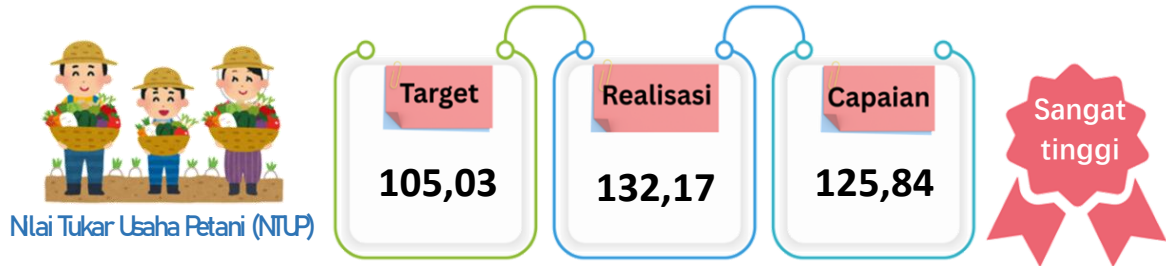 Target
Realisasi
Capaian
Sangat
tinggi
105,03
132,17
125,84
Nlai Tukar Usaha Petani (NTUP)